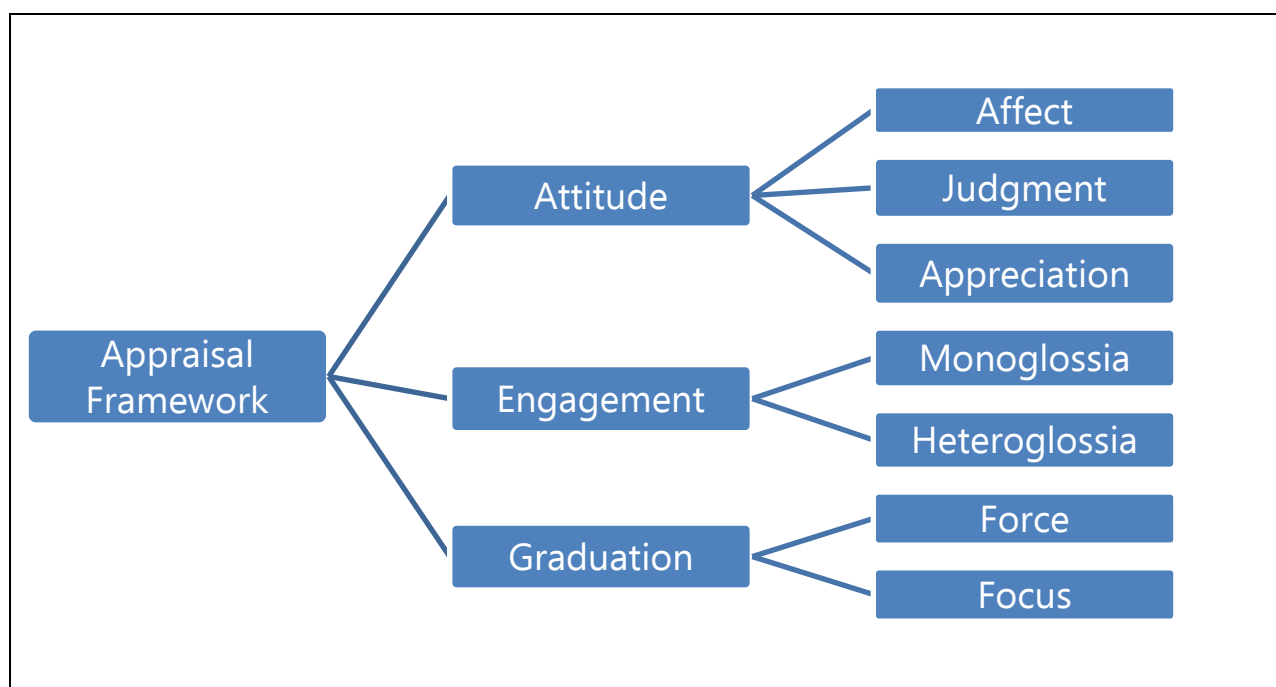 Appraisal
Framework
Attitude
Engagement
Graduation
Affect
Judgment
Appreciation
Monoglossia
Heteroglossia
Force
Focus